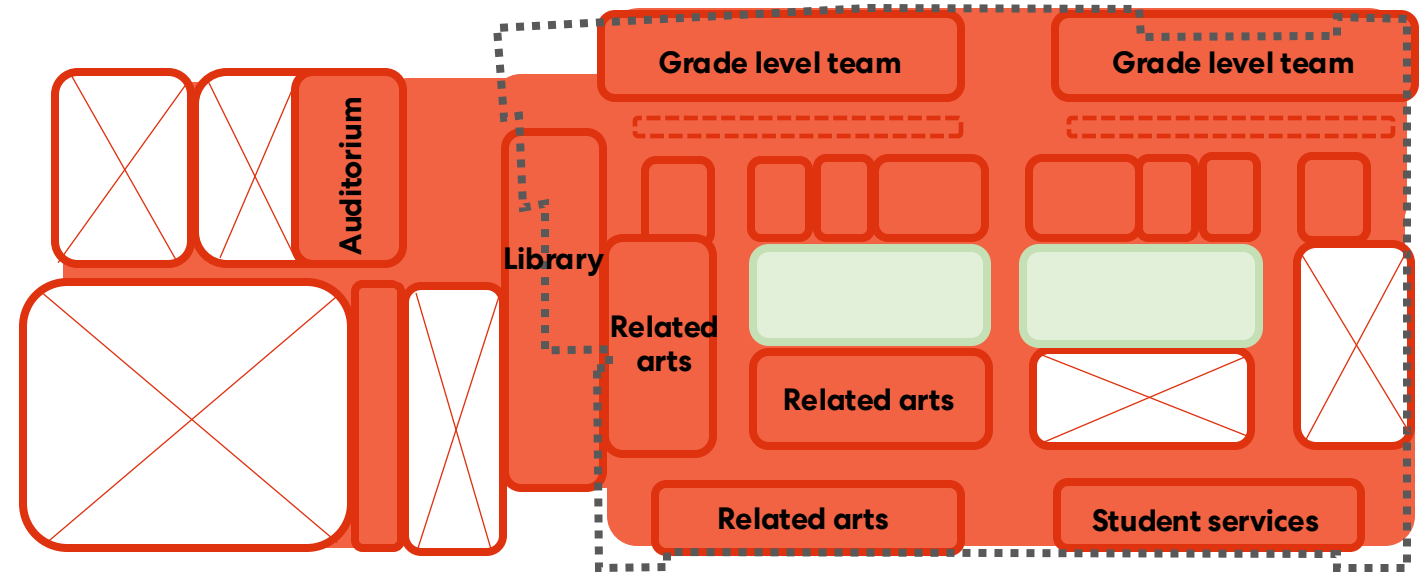 Grade level team
Grade level team
Auditorium
Library
Related
arts
Related arts
Related arts
Student services